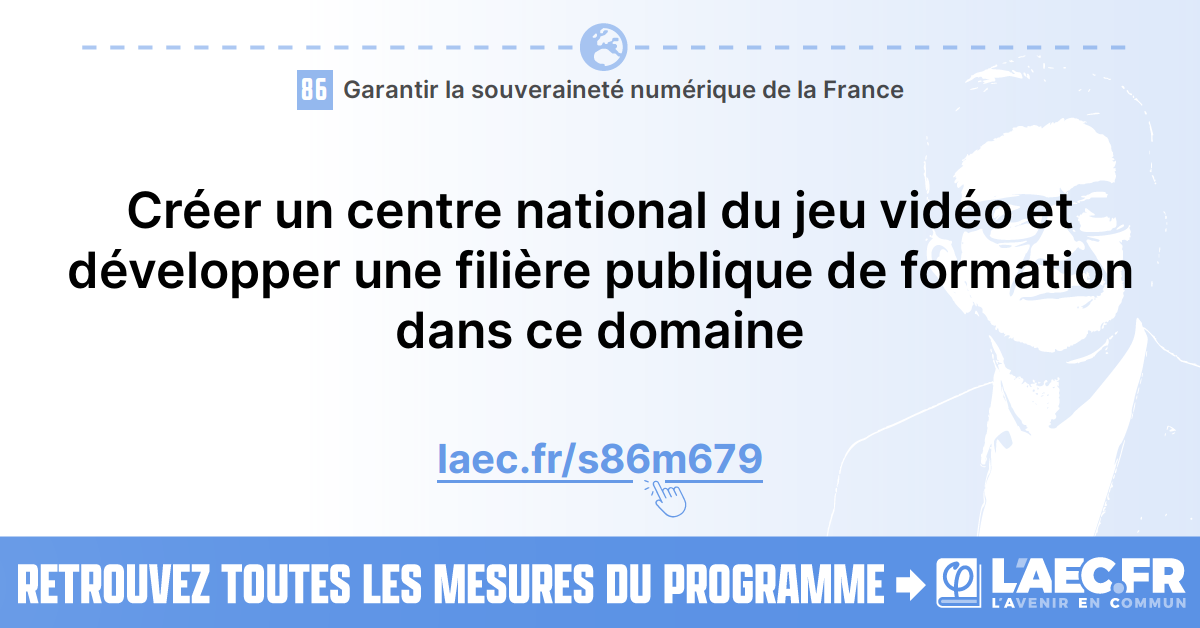 86 Garantir la souveraineté numérique de la France
Créer un centre national du jeu vidéo et
développer une filière publique de formation
dans ce domaine
laec.fr/s86m679
RETROUVEZ TOUTES LES MESURES DU PROGRAMME
L'AEC.FR
L'AVENIR EN COMMUN